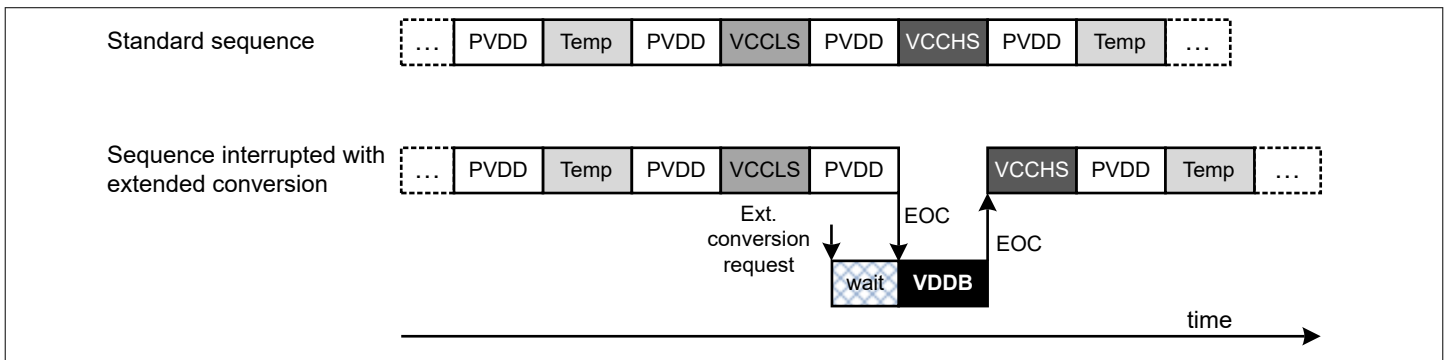 Standard sequence
... PVDD Temp PVDD VCCLS PVDD VCCHS PVDD Temp ...
Sequence interrupted with
extended conversion
... PVDD Temp PVDD VCCLS PVDD VCCHS PVDD Temp ...
Ext.
conversion
request
EOC
EOC
wait VDDB
time